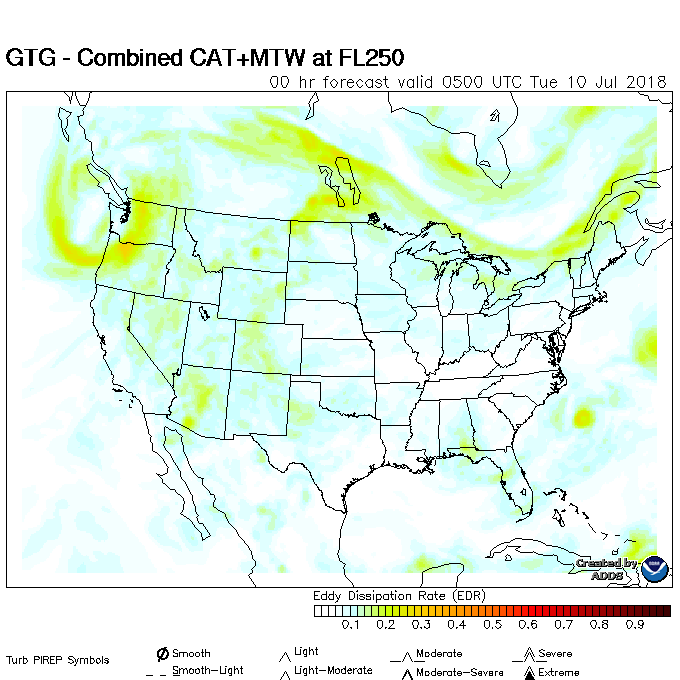 GTG - Combined CAT+MTW at FL250
00 hr forecast valid 0500 UTC Tue 10 Jul 2018
Created by
ADDS
Eddy Dissipation Rate (EDR)
0.1 0.2 0.3 0.4 0.5 0.6 0.7 0.8 0.9
Turb PIREP Symbols
Smooth Light Moderate Severe
Smooth-Light Light-Moderate Moderate-Severe Extreme